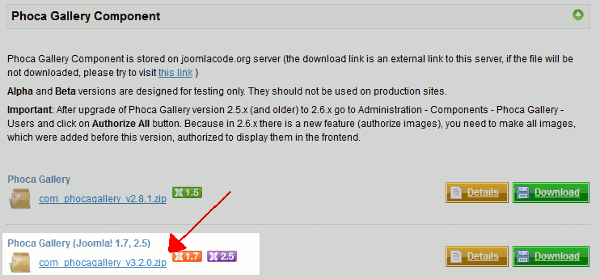 Phoca Gallery Component
Phoca Gallery Component is stored on joomlacode.org server (the download link is an external link to this server, if the file will be
not downloaded, please try to visit this link )
Alpha and Beta versions are designed for testing only. They should not be used on production sites.
Important: After upgrade of Phoca Gallery version 2.5.x (and older) to 2.6.x go to Administration - Components - Phoca Gallery -
Users and click on Authorize All button. Because in 2.6.x there is a new feature (authorize images), you need to make all images,
which were added before this version, authorized to display them in the frontend.
Phoca Gallery
com_phocagallery_v2.8.1.zip 1.5 Details Download
Phoca Gallery (Joomla! 1.7, 2.5)
com_phocagallery_v3.2.0.zip 1.7 2.5 Details Download